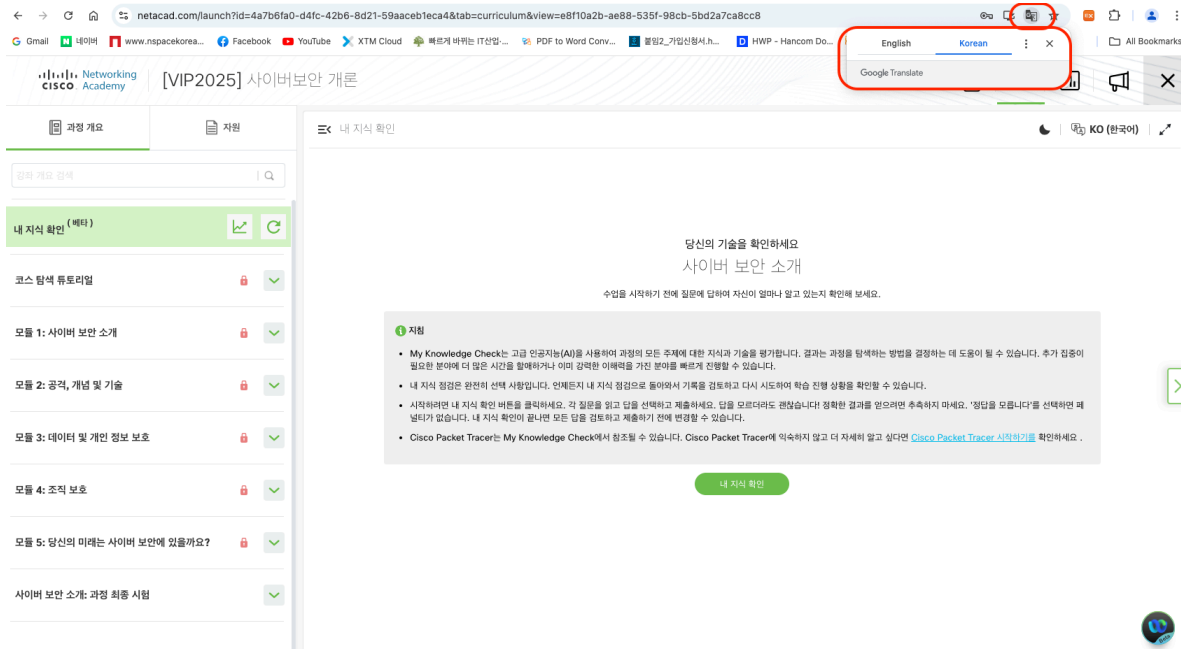 netacad.com/launch?id=4a7b6fa0-d4fc-42b6-8d21-59aaceb1eca4&tab=curriculum&view=e8f10a2b-ae88-535f-98cb-5bd2a7ca8cc8
Gmail 네이버 www.nspacekorea... Facebook YouTube XTM Cloud 빠르게 바뀌는 IT산업-... PDF to Word Conv... 붙임2_가입신청서.h... HWP - Hancom Do... All Bookmarks
English Korean
Google Translate
Networking
CISCO Academy
[VIP2025] 사이버보안 개론
과정 개요 자원
내 지식 확인 KO (한국어)
강좌 개요 검색
내 지식 확인 (베타)
코스 탐색 튜토리얼
모듈 1: 사이버 보안 소개
모듈 2: 공격, 개념 및 기술
모듈 3: 데이터 및 개인 정보 보호
모듈 4: 조직 보호
모듈 5: 당신의 미래는 사이버 보안에 있을까요?
사이버 보안 소개: 과정 최종 시험
당신의 기술을 확인하세요
사이버 보안 소개
수업을 시작하기 전에 질문에 답하여 자신이 얼마나 알고 있는지 확인해 보세요.
지침
• My Knowledge Check는 고급 인공지능(AI)을 사용하여 과정의 모든 주제에 대한 지식과 기술을 평가합니다. 결과는 과정을 탐색하는 방법을 결정하는 데 도움이 될 수 있습니다. 추가 집중이
필요한 분야에 더 많은 시간을 할애하거나 이미 강력한 이해력을 가진 분야를 빠르게 진행할 수 있습니다.
• 내 지식 점검은 완전히 선택 사항입니다. 언제든지 내 지식 점검으로 돌아와서 기록을 검토하고 다시 시도하여 학습 진행 상황을 확인할 수 있습니다.
• 시작하려면 내 지식 확인 버튼을 클릭하세요. 각 질문을 읽고 답을 선택하고 제출하세요. 답을 모르더라도 괜찮습니다! 정확한 결과를 얻으려면 추측하지 마세요. '정답을 모릅니다'를 선택하면 페
널티가 없습니다. 내 지식 확인이 끝나면 모든 답을 검토하고 제출하기 전에 변경할 수 있습니다.
• Cisco Packet Tracer는 My Knowledge Check에서 참조될 수 있습니다. Cisco Packet Tracer에 익숙하지 않고 더 자세히 알고 싶다면 Cisco Packet Tracer 시작하기를 확인하세요 .
내 지식 확인